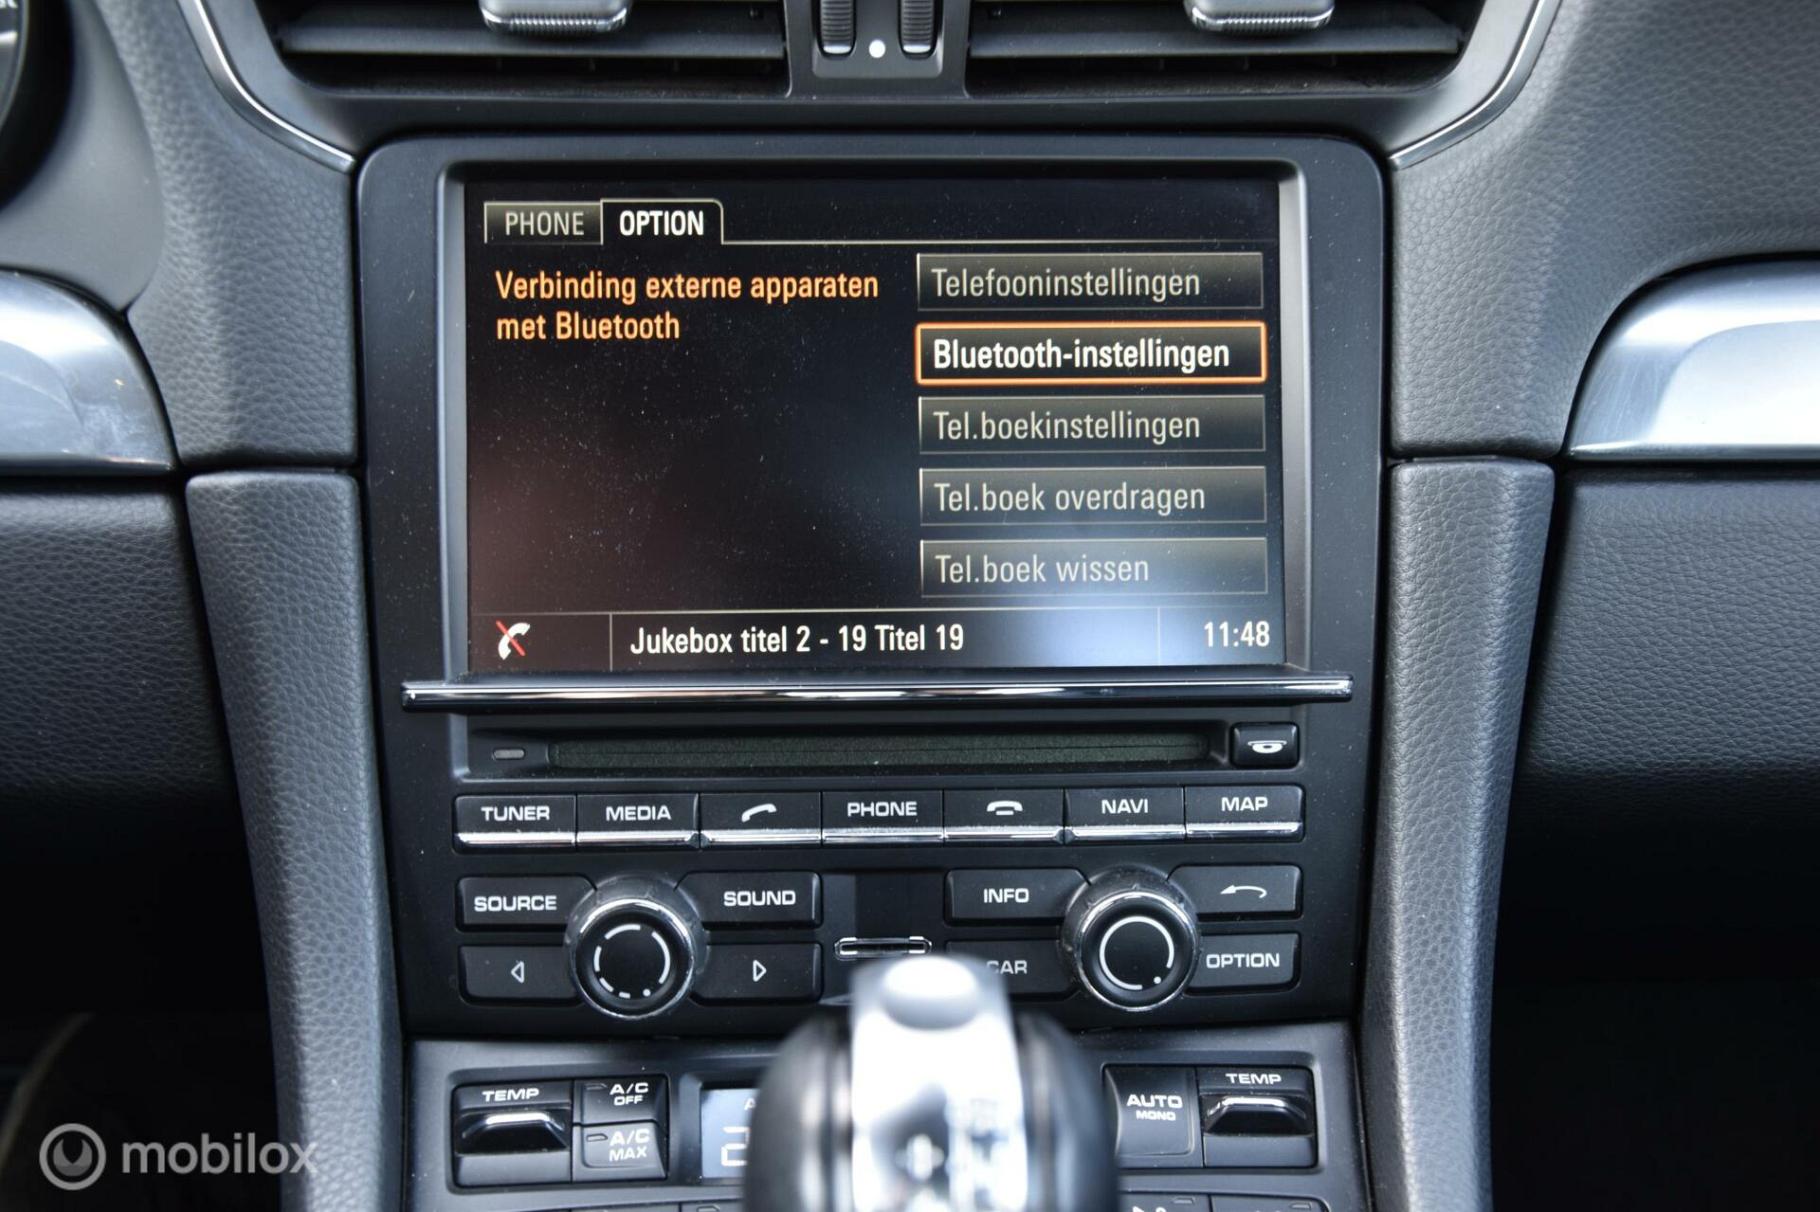 PHONE OPTION
Verbinding externe apparaten
met Bluetooth
Telefooninstellingen
Bluetooth-instellingen
Tel.boekinstellingen
Tel.boek overdragen
Tel.boek wissen
Jukebox titel 2 - 19 Titel 19
11:48
TUNER MEDIA PHONE NAVI MAP
SOURCE SOUND INFO
CAR OPTION
TEMP A/C OFF
A/C MAX
AUTO MONO
TEMP
mobilox